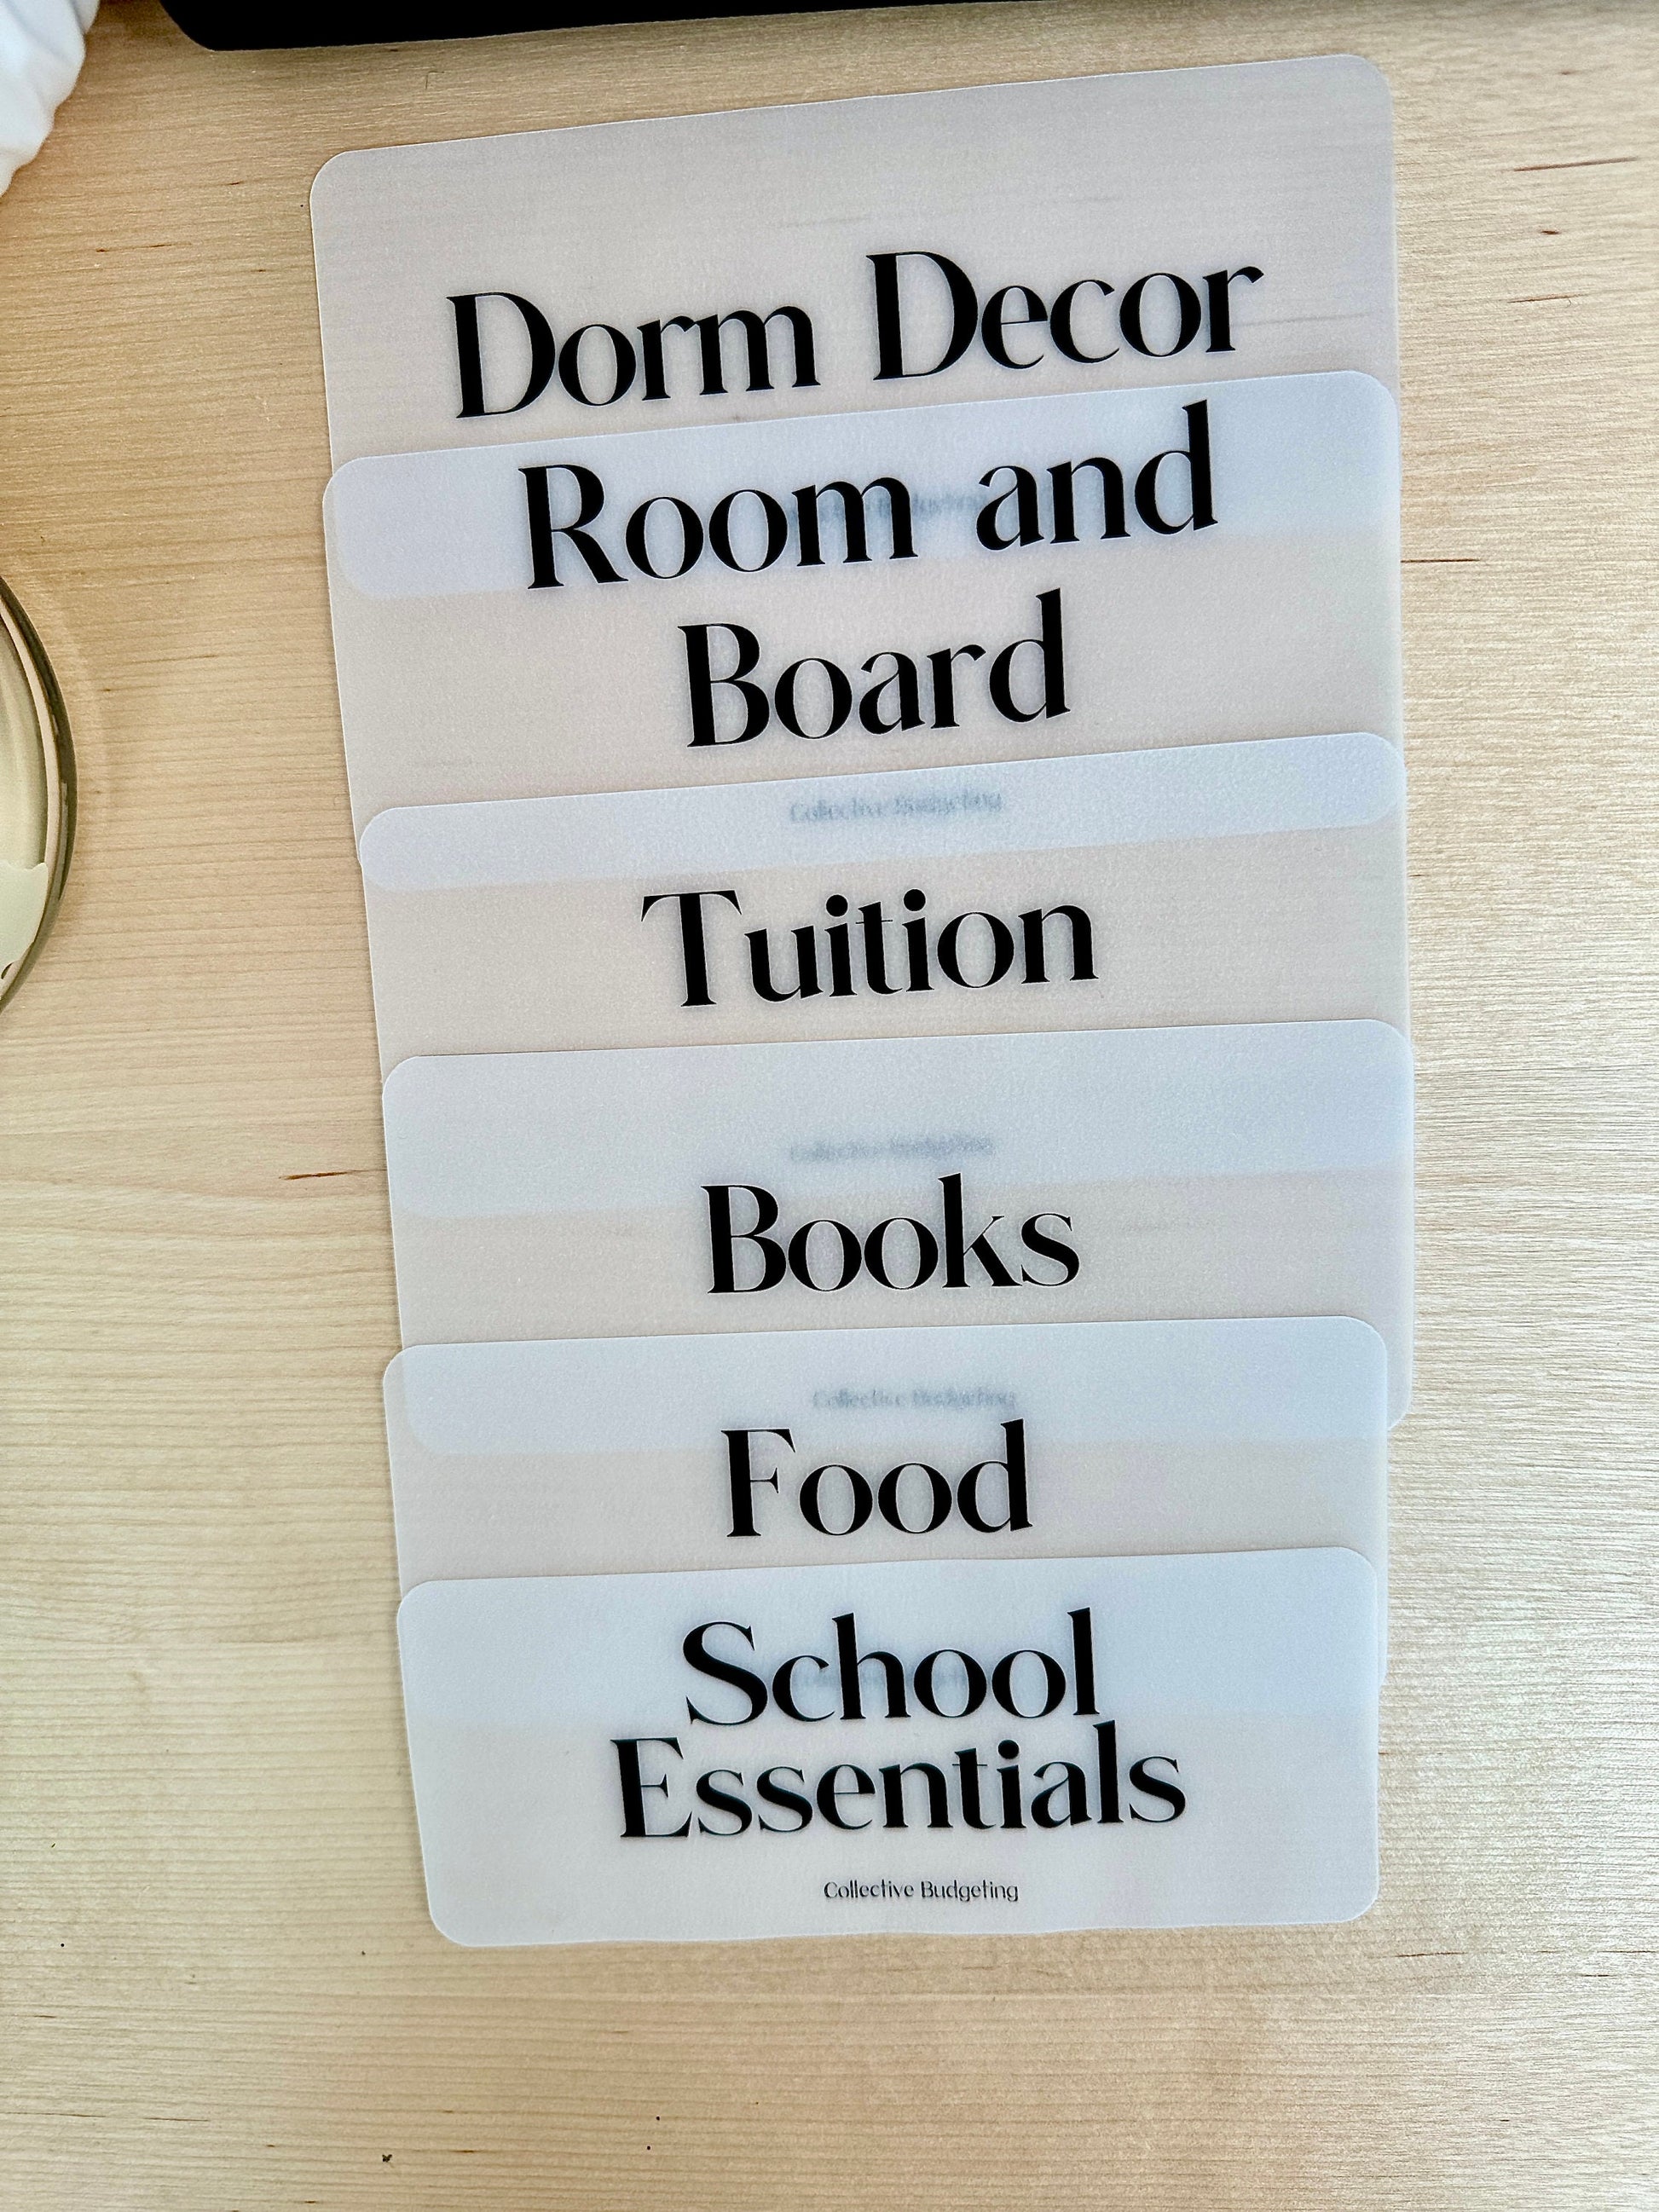 Dorm Decor
Room and
Board
Collective Budgeting
Tuition
Collective Budgeting
Books
Collective Budgeting
Food
School
Essentials
Collective Budgeting